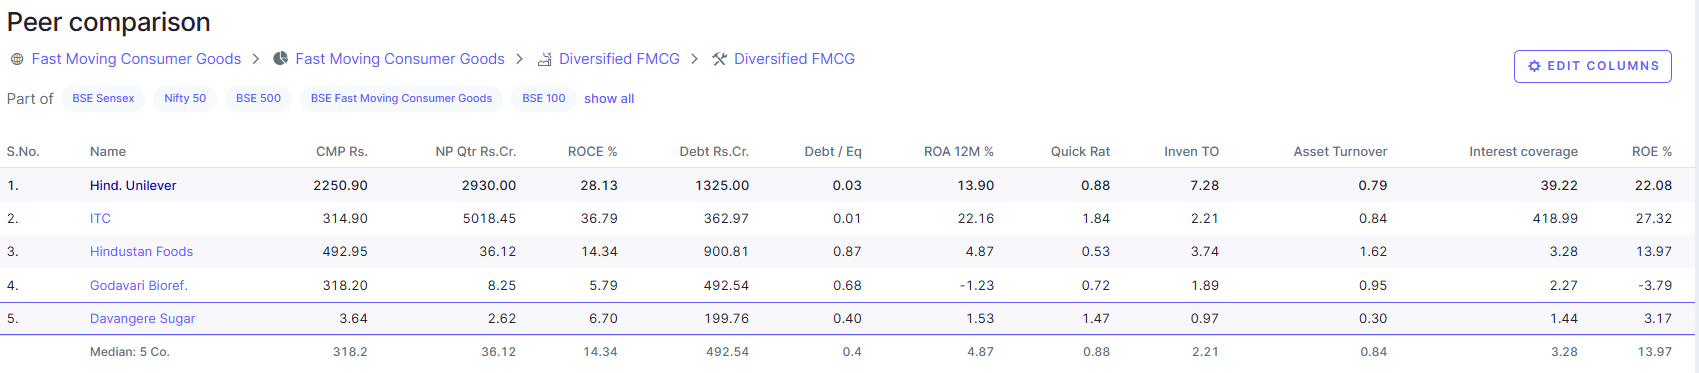 Peer comparison
Fast Moving Consumer Goods > Fast Moving Consumer Goods > Diversified FMCG > Diversified FMCG
EDIT COLUMNS
Part of BSE Sensex Nifty 50 BSE 500 BSE Fast Moving Consumer Goods BSE 100 show all
S.No. Name CMP Rs. NP Qtr Rs.Cr. ROCE % Debt Rs.Cr. Debt / Eq ROA 12M % Quick Rat Inven TO Asset Turnover Interest coverage ROE %
1. Hind. Unilever 2250.90 2930.00 28.13 1325.00 0.03 13.90 0.88 7.28 0.79 39.22 22.08
2. ITC 314.90 5018.45 36.79 362.97 0.01 22.16 1.84 2.21 0.84 418.99 27.32
3. Hindustan Foods 492.95 36.12 14.34 900.81 0.87 4.87 0.53 3.74 1.62 3.28 13.97
4. Godavari Bioref. 318.20 8.25 5.79 492.54 0.68 -1.23 0.72 1.89 0.95 2.27 -3.79
5. Davangere Sugar 3.64 2.62 6.70 199.76 0.40 1.53 1.47 0.97 0.30 1.44 3.17
Median: 5 Co. 318.2 36.12 14.34 492.54 0.4 4.87 0.88 2.21 0.84 3.28 13.97